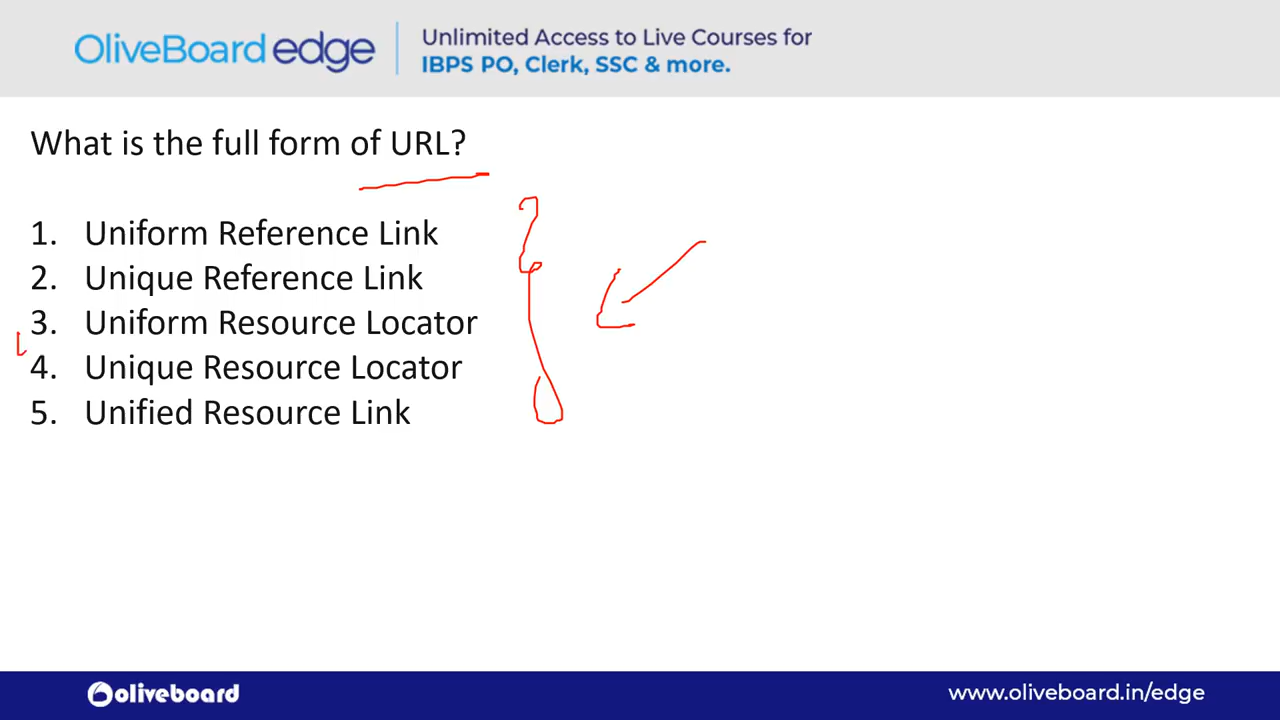 OliveBoard edge
Unlimited Access to Live Courses for
IBPS PO, Clerk, SSC & more.
What is the full form of URL?
1. Uniform Reference Link
2. Unique Reference Link
3. Uniform Resource Locator
4. Unique Resource Locator
5. Unified Resource Link
oliveboard
www.oliveboard.in/edge